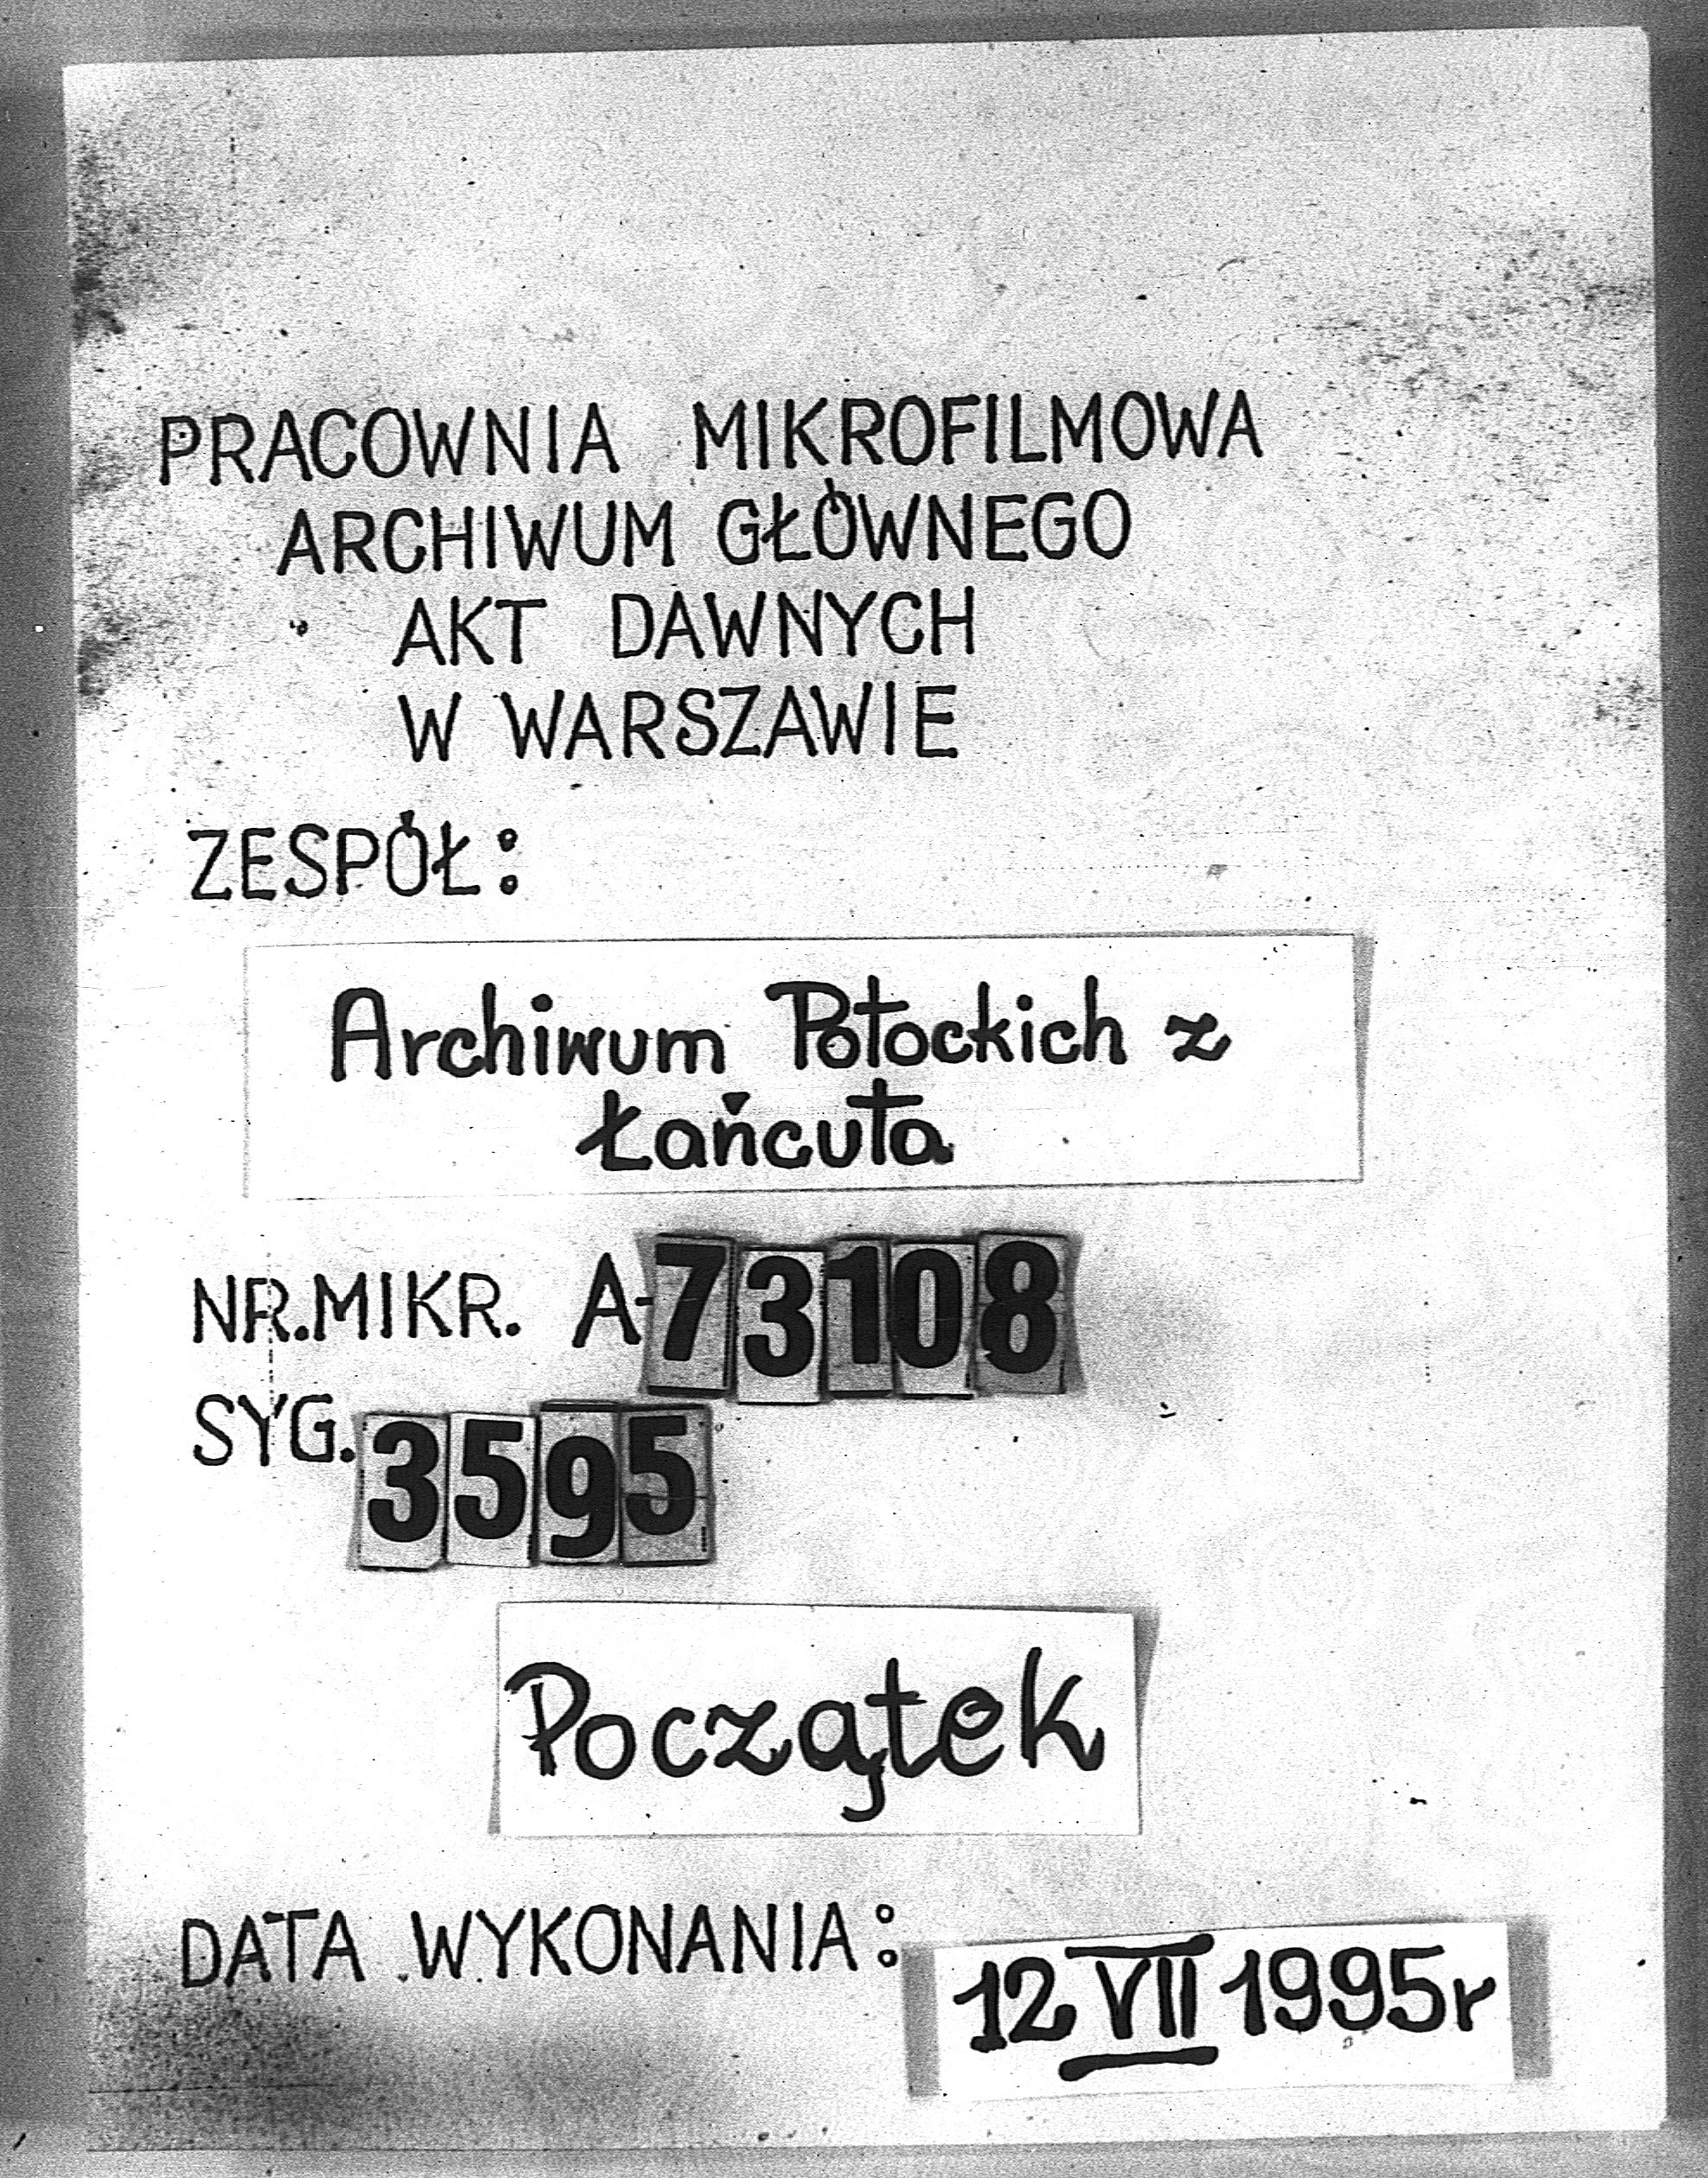 PRACOWNIA MIKROFILMOWA
ARCHIWUM GŁÓWNEGO
AKT DAWNYCH
W WARSZAWIE
ZESPÓŁ:
Archiwum Potockich z
Łańcuta
NR.MIKR. A-73108
SYG. 3595
Początek
DATA WYKONANIA: 12 VII 1995r